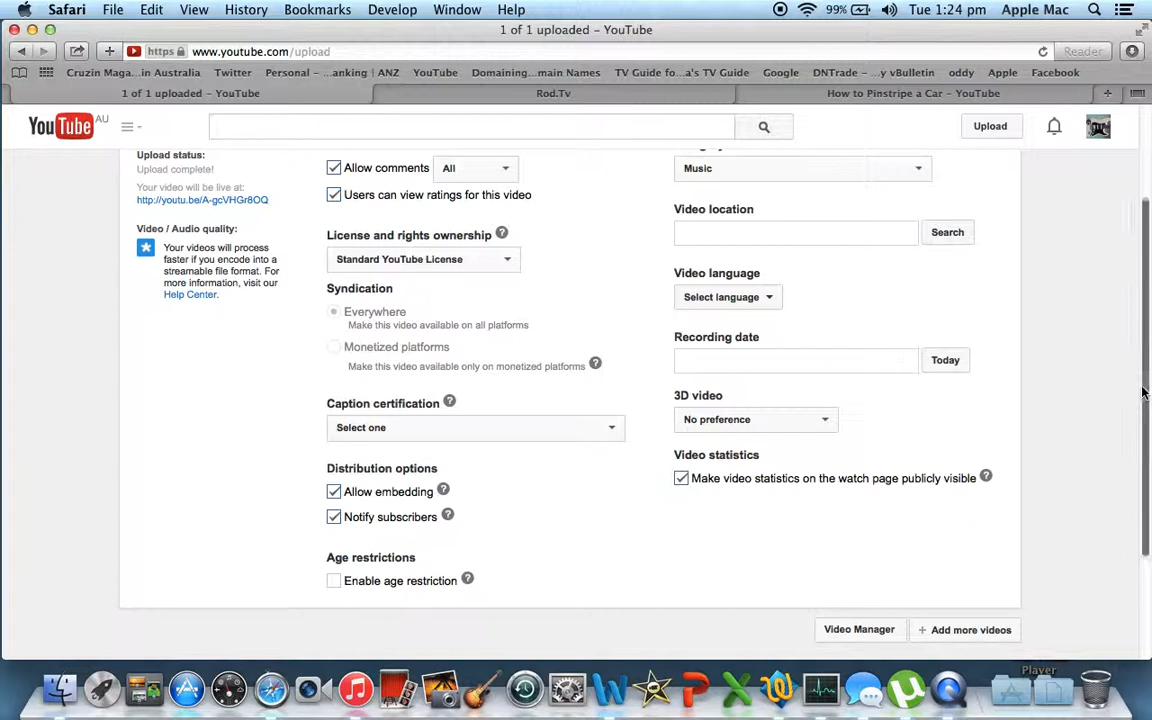 Safari File Edit View History Bookmarks Develop Window Help 99% Tue 1:24 pm Apple Mac
1 of 1 uploaded – YouTube
https www.youtube.com/upload Reader
Cruzin Maga...in Australia Twitter Personal – ...anking | ANZ YouTube Domaining...main Names TV Guide fo...a's TV Guide Google DNTrade – ...y vBulletin oddy Apple Facebook
1 of 1 uploaded – YouTube Rod.Tv How to Pinstripe a Car – YouTube
YouTube AU Upload
Upload status:
Upload complete!
Your video will be live at:
http://youtu.be/A-gcVHGr8OQ
Video / Audio quality:
Your videos will process
faster if you encode into a
streamable file format. For
more information, visit our
Help Center.
Allow comments All
Users can view ratings for this video
License and rights ownership ?
Standard YouTube License
Syndication
Everywhere
Make this video available on all platforms
Monetized platforms
Make this video available only on monetized platforms ?
Caption certification ?
Select one
Distribution options
Allow embedding ?
Notify subscribers ?
Age restrictions
Enable age restriction ?
Music
Video location
Search
Video language
Select language
Recording date
Today
3D video
No preference
Video statistics
Make video statistics on the watch page publicly visible ?
Video Manager + Add more videos
Player